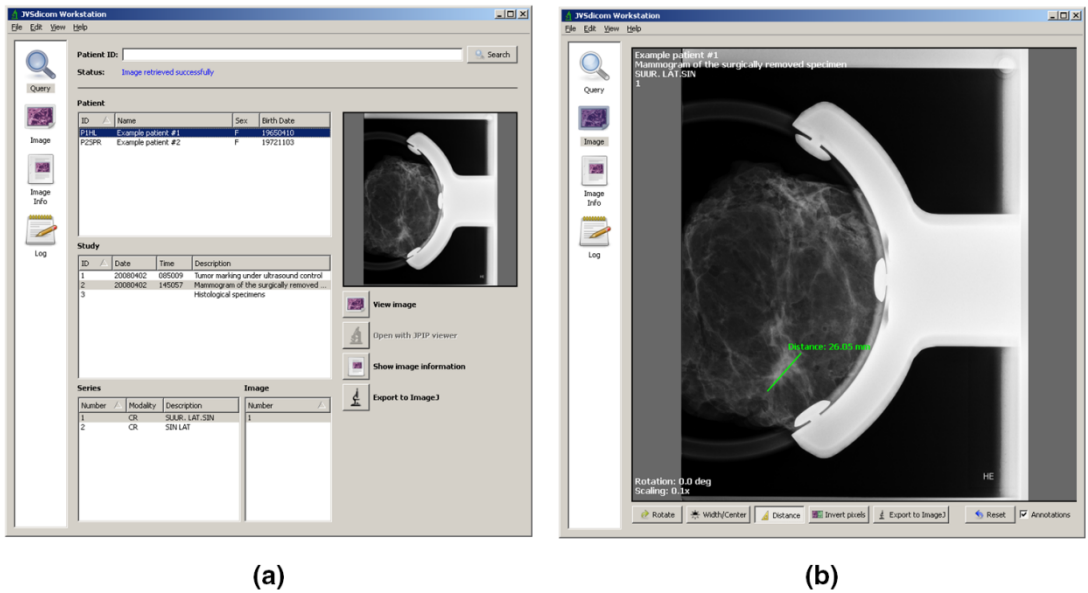 JVSdicom Workstation
File Edit View Help
Patient ID: Search
Status: Image retrieved successfully
Query
Image
Image Info
Log
Patient
ID Name Sex Birth Date
P1HL Example patient #1 F 19650410
P2SPR Example patient #2 F 19721103
Study
ID Date Time Description
1 20080402 085009 Tumor marking under ultrasound control
2 20080402 145057 Mammogram of the surgically removed ...
3 Histological specimens
Series
Number Modality Description
1 CR SUUR. LAT.SIN
2 CR SIN LAT
Image
Number
1
HE
View image
Open with JPIP viewer
Show image information
Export to ImageJ
(a)
JVSdicom Workstation
File Edit View Help
Query
Image
Image Info
Log
Example patient #1
Mammogram of the surgically removed specimen
SUUR. LAT.SIN
1
Distance: 26.05 mm
HE
Rotation: 0.0 deg
Scaling: 0.1x
Rotate Width/Center Distance Invert pixels Export to ImageJ Reset Annotations
(b)